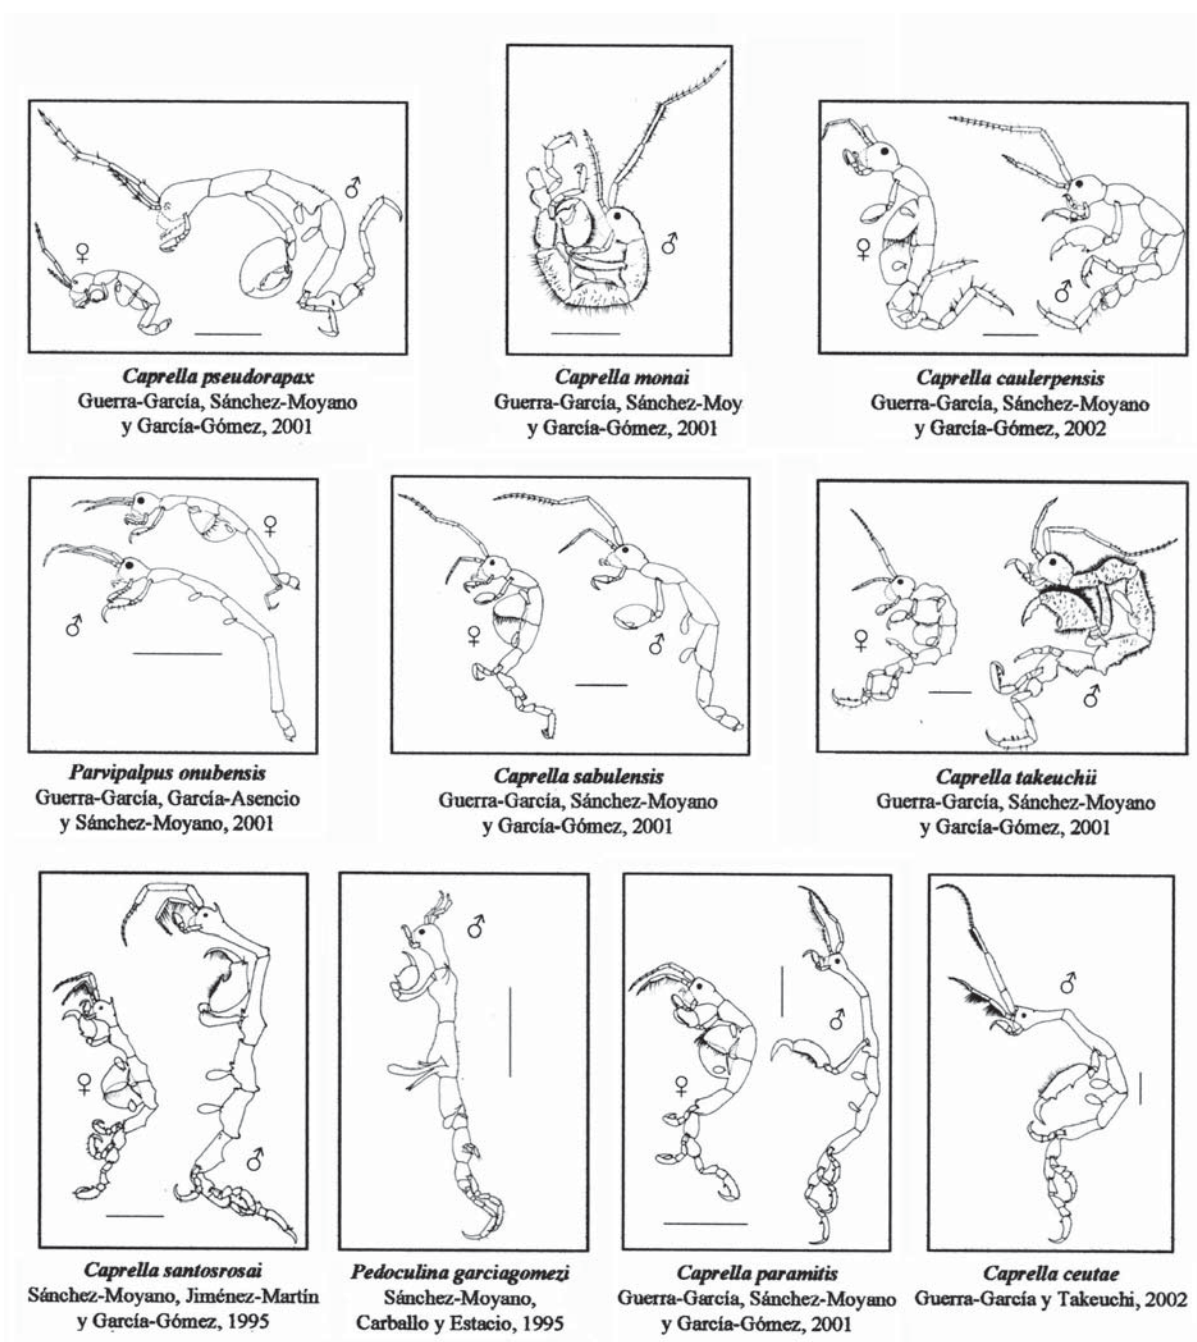 ♂
♀
♂
♀
♂
Caprella pseudorapax
Guerra-García, Sánchez-Moyano
y García-Gómez, 2001
Caprella monai
Guerra-García, Sánchez-Moy
y García-Gómez, 2001
Caprella caulerpensis
Guerra-García, Sánchez-Moyano
y García-Gómez, 2002
♀
♂
♀
♂
♀
♂
Parvipalpus onubensis
Guerra-García, García-Asencio
y Sánchez-Moyano, 2001
Caprella sabulensis
Guerra-García, Sánchez-Moyano
y García-Gómez, 2001
Caprella takeuchii
Guerra-García, Sánchez-Moyano
y García-Gómez, 2001
♀
♂
♂
♀
♂
♂
Caprella santosrosai
Sánchez-Moyano, Jiménez-Martín
y García-Gómez, 1995
Pedoculina garciagomezi
Sánchez-Moyano,
Carballo y Estacio, 1995
Caprella paramitis
Guerra-García, Sánchez-Moyano
y García-Gómez, 2001
Caprella ceutae
Guerra-García y Takeuchi, 2002